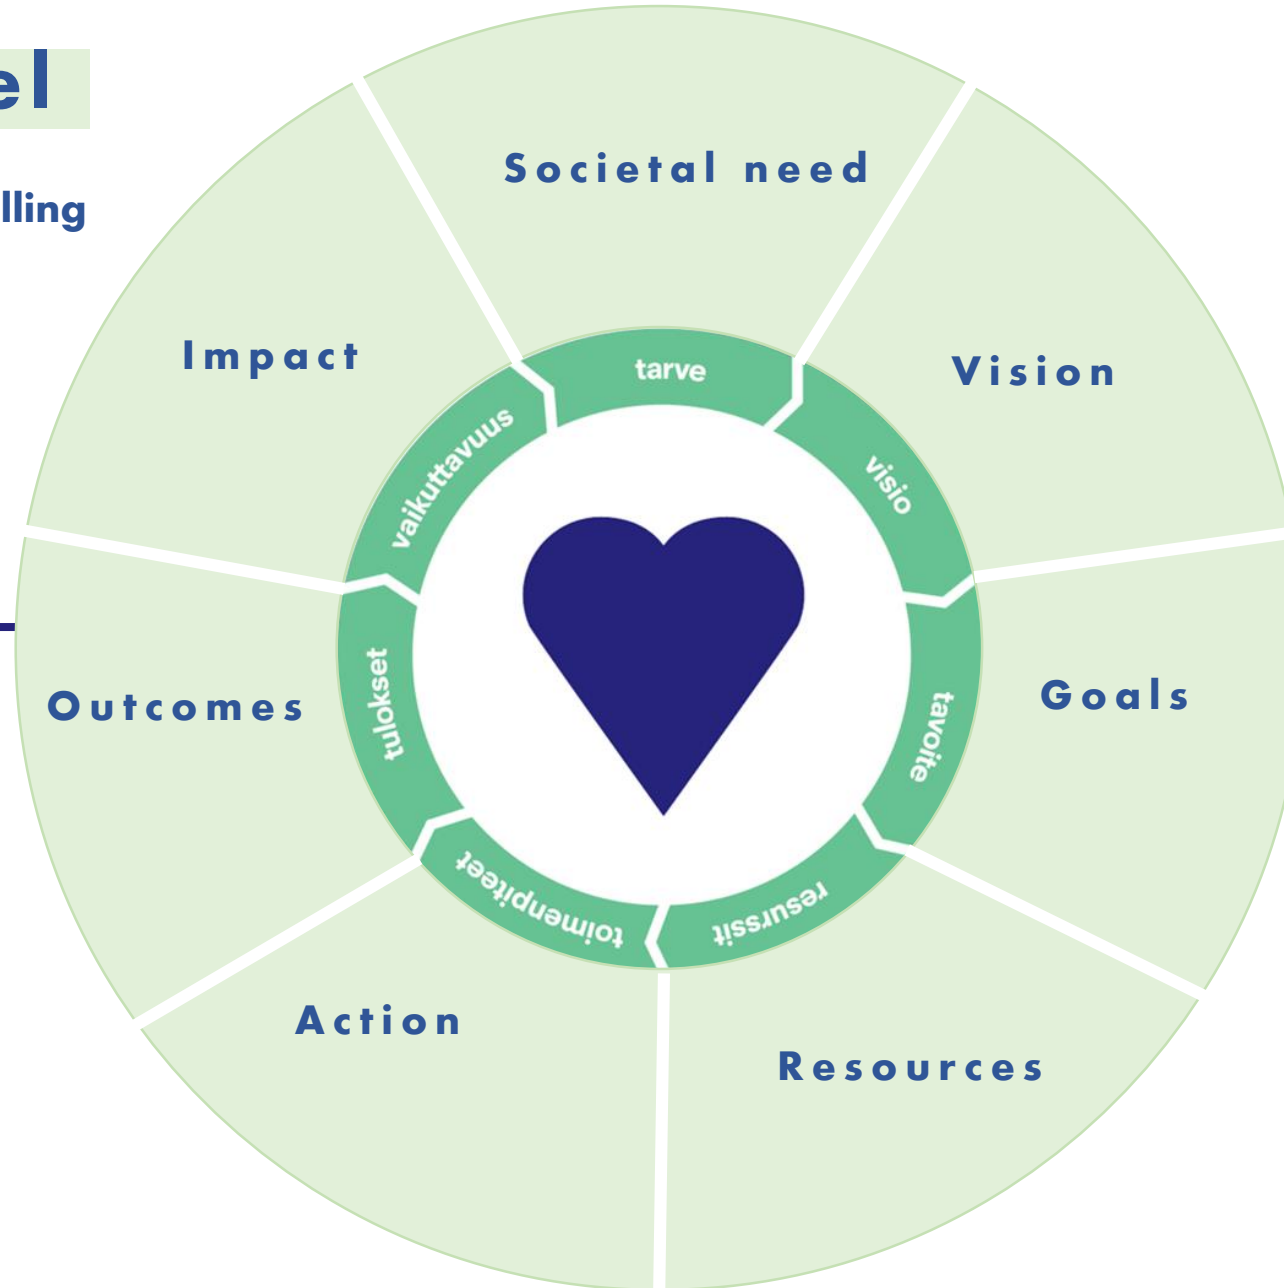 el
lling
Societal need
Vision
Goals
Resources
Action
Outcomes
Impact
tarve
visio
tavoite
resurssit
toimenpiteet
tulokset
vaikuttavuus